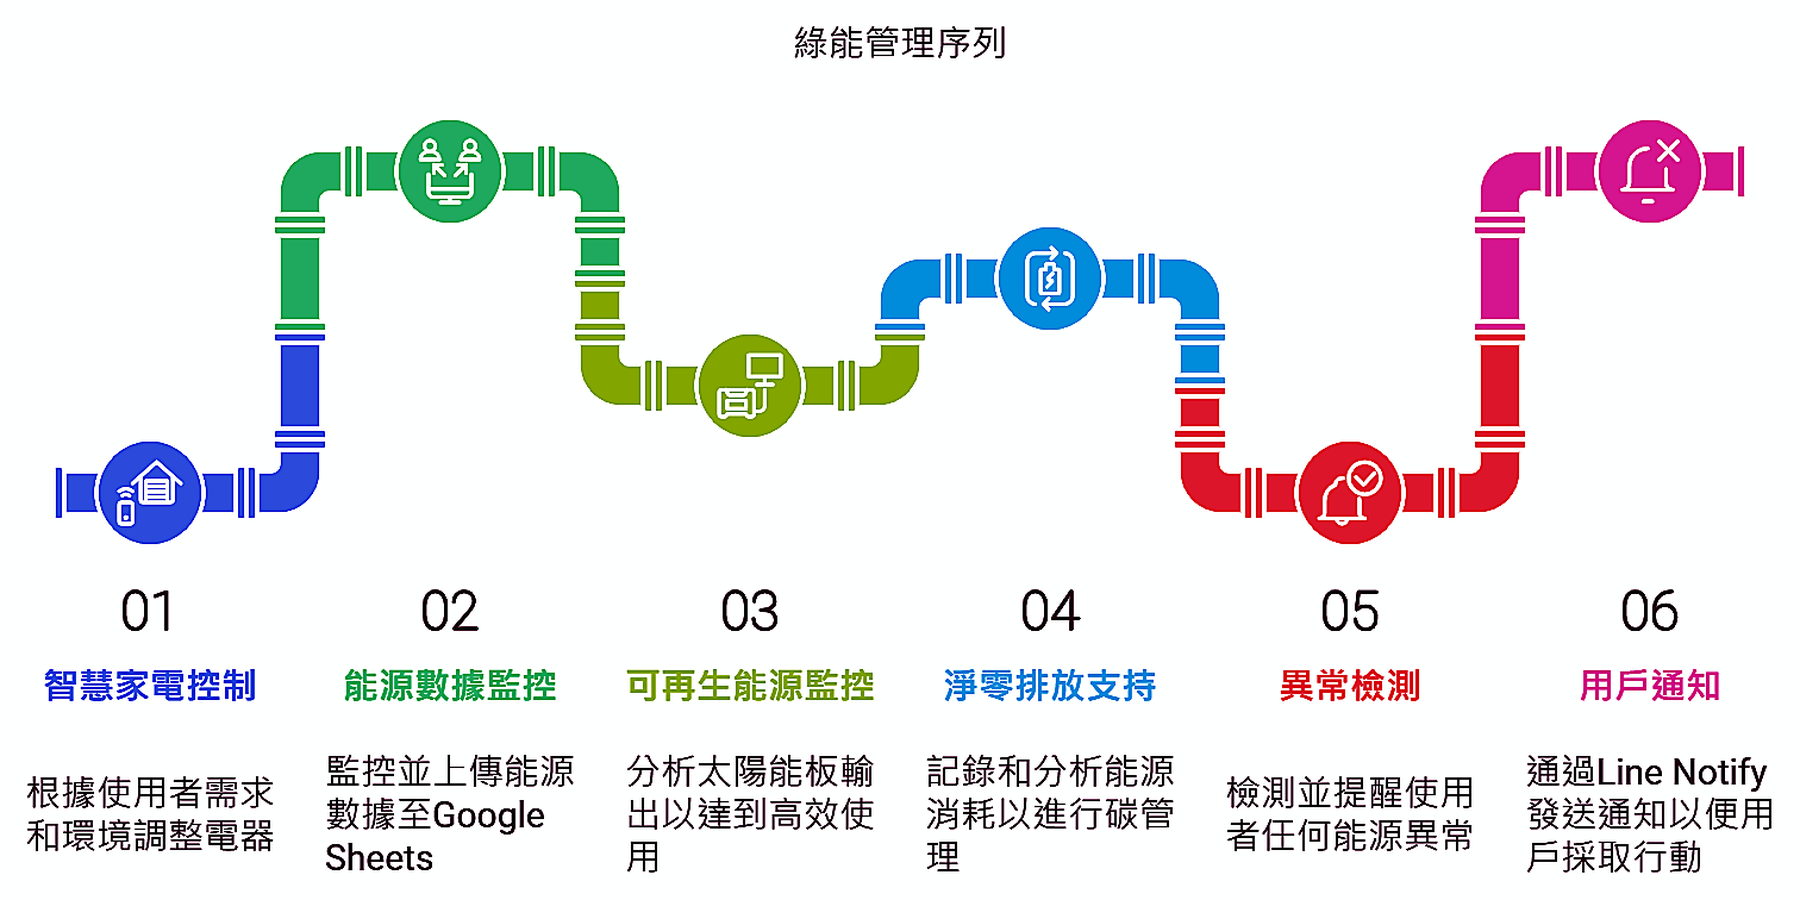 綠能管理序列
01
智慧家電控制
根據使用者需求
和環境調整電器
02
能源數據監控
監控並上傳能源
數據至Google
Sheets
03
可再生能源監控
分析太陽能板輸
出以達到高效使
用
04
淨零排放支持
記錄和分析能源
消耗以進行碳管
理
05
異常檢測
檢測並提醒使用
者任何能源異常
06
用戶通知
通過Line Notify
發送通知以便用
戶採取行動